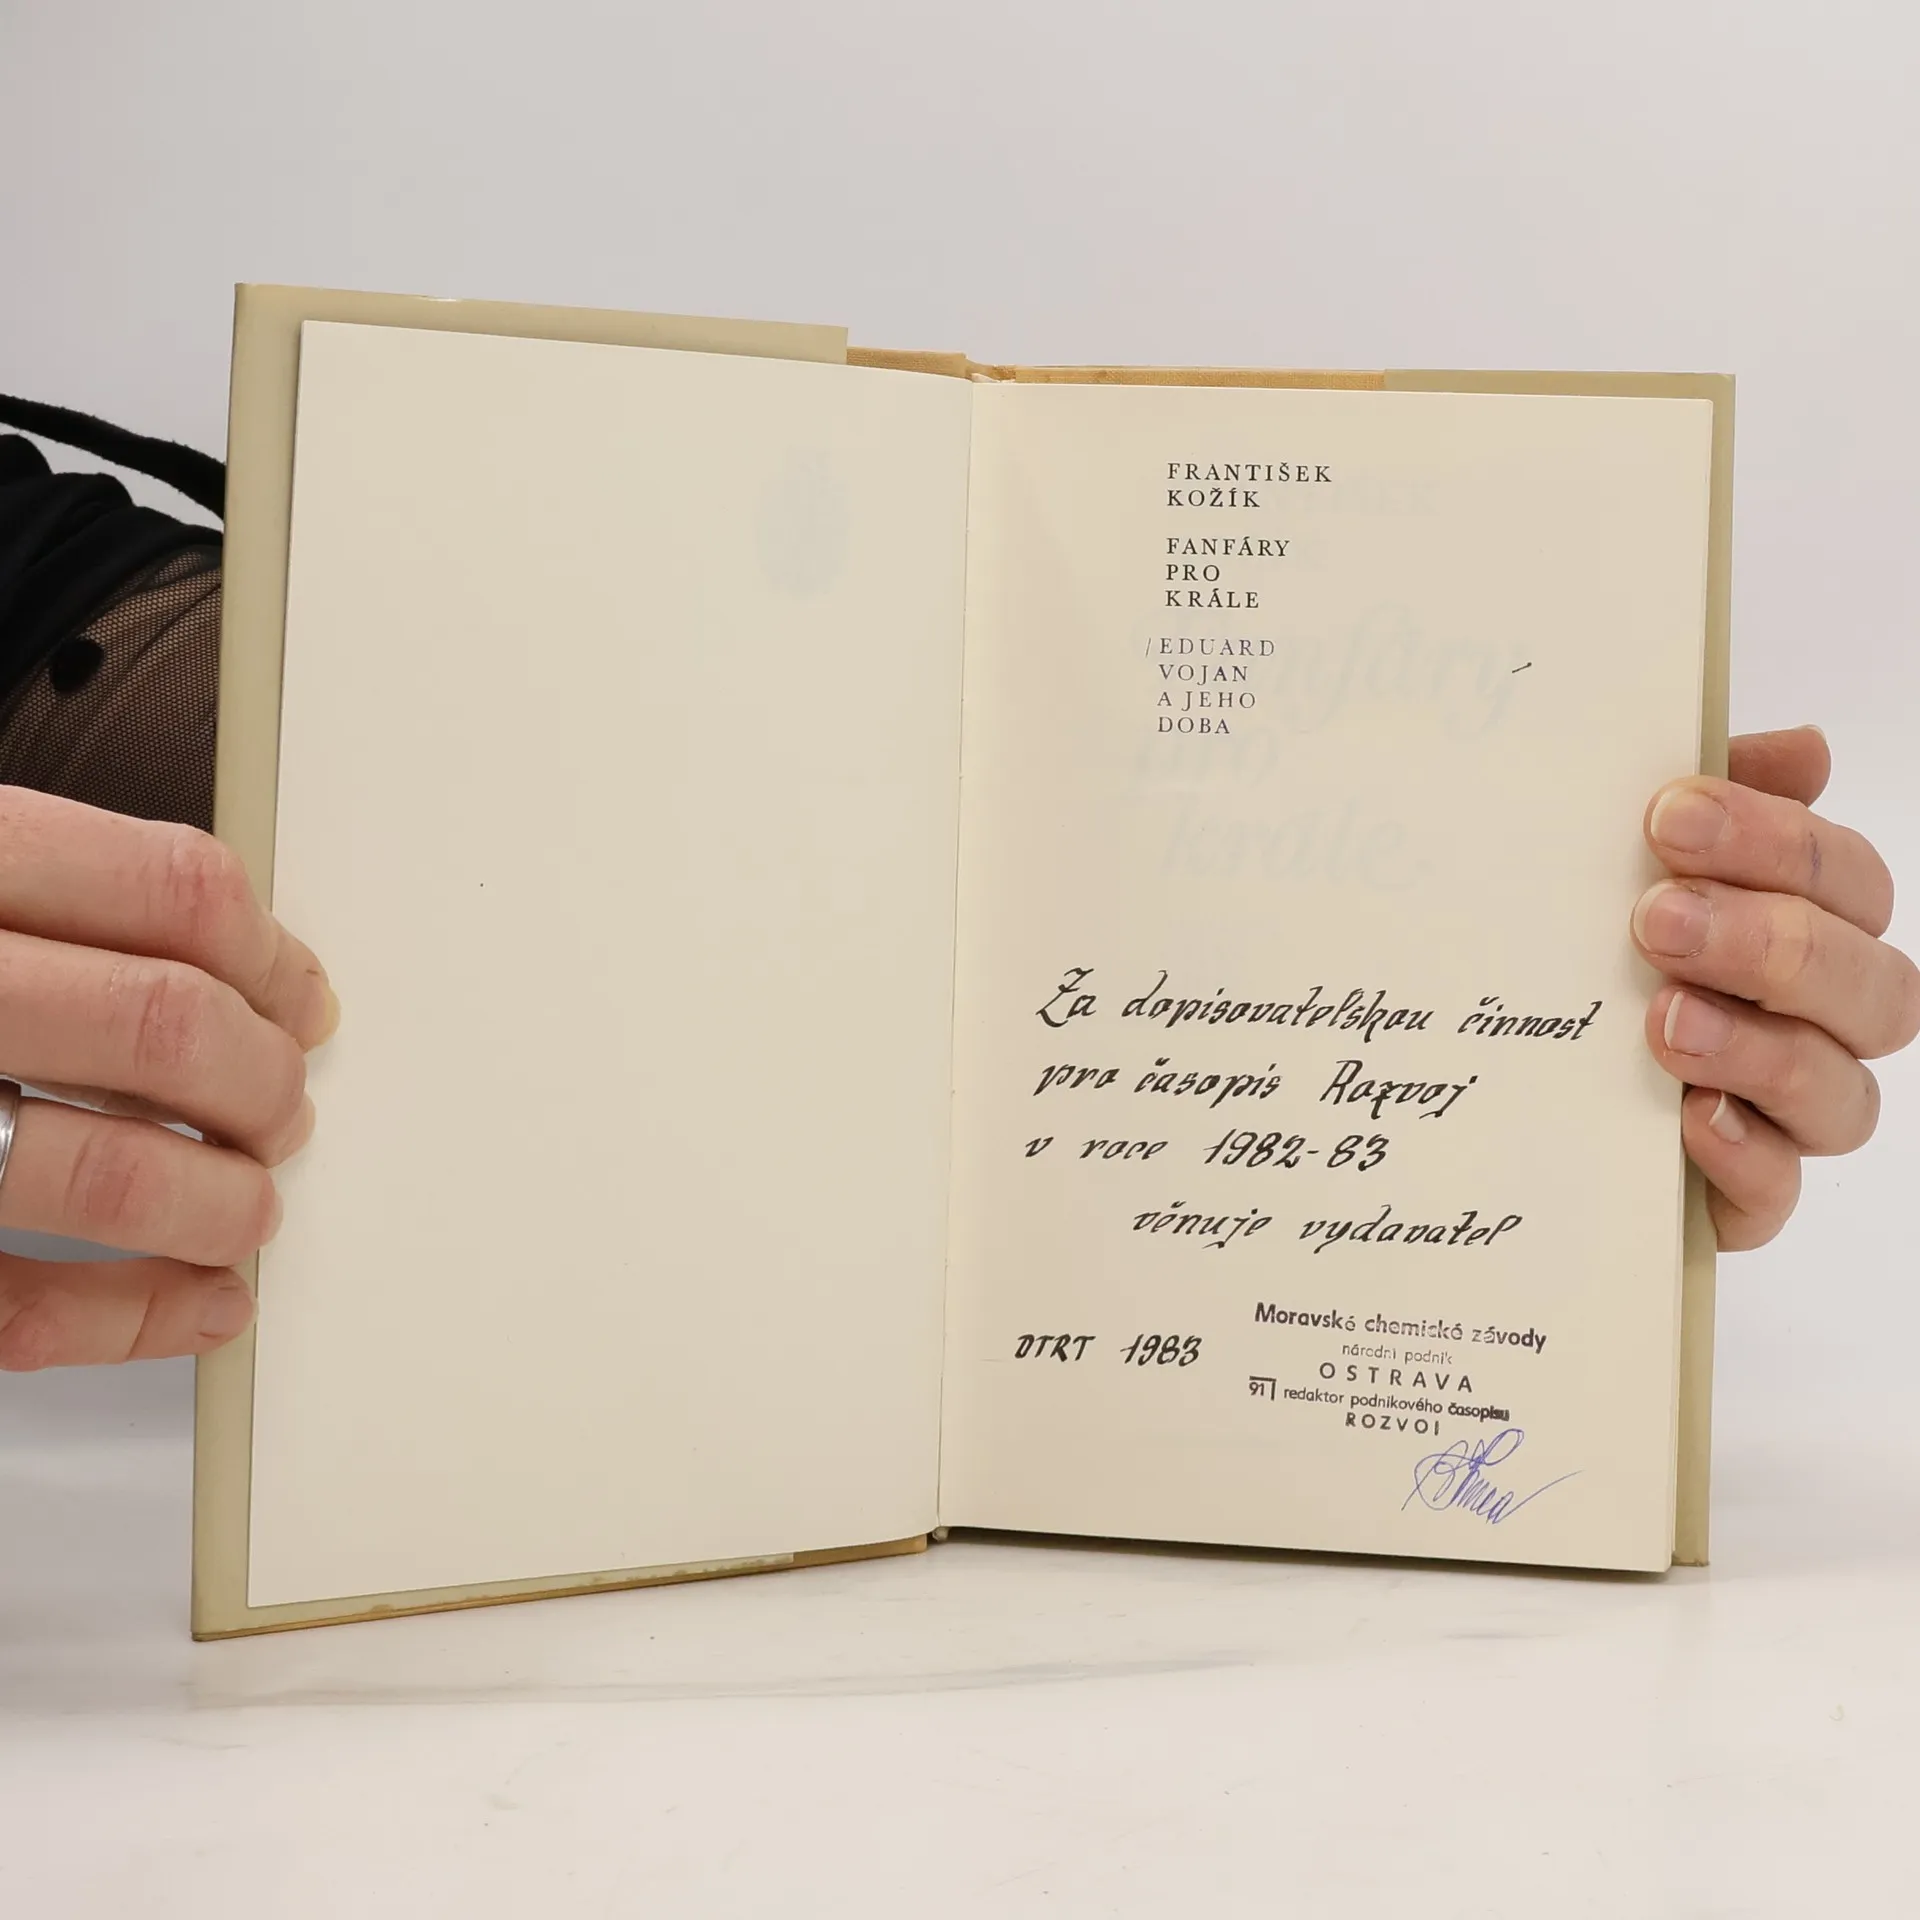 FRANTIŠEK
KOŽÍK
FANFÁRY
PRO
KRÁLE
/EDUARD
VOJAN
A JEHO
DOBA
Za dopisovatelskou činnost
pro časopis Rozvoj
v roce 1982-83
věnuje vydavatel
DTRT 1983
Moravské chemické závody
národní podnik
OSTRAVA
91 redaktor podnikového časopisu
ROZVOJ